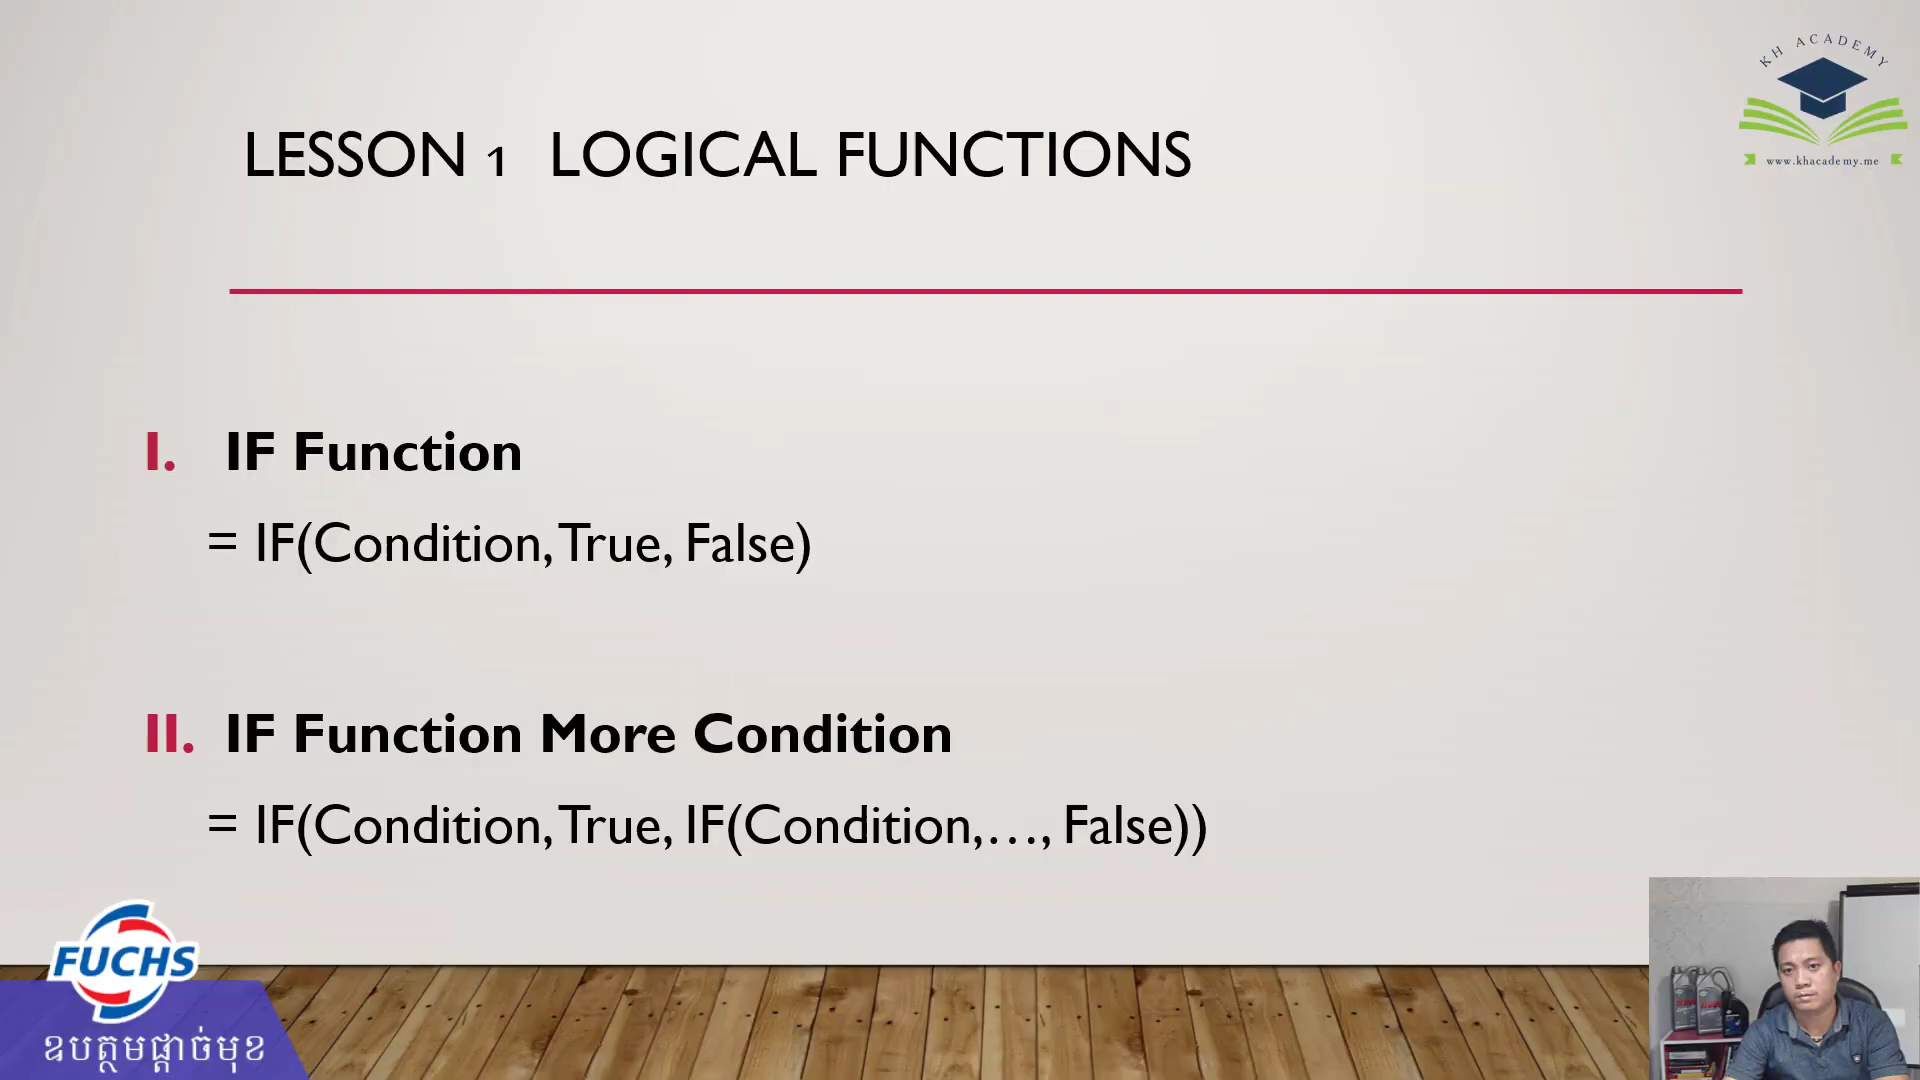 KH ACADEMY
www.khacademy.me
LESSON 1 LOGICAL FUNCTIONS
I. IF Function
= IF(Condition, True, False)
II. IF Function More Condition
= IF(Condition, True, IF(Condition,…, False))
FUCHS
ឧបត្ថមផ្តាច់មុខ